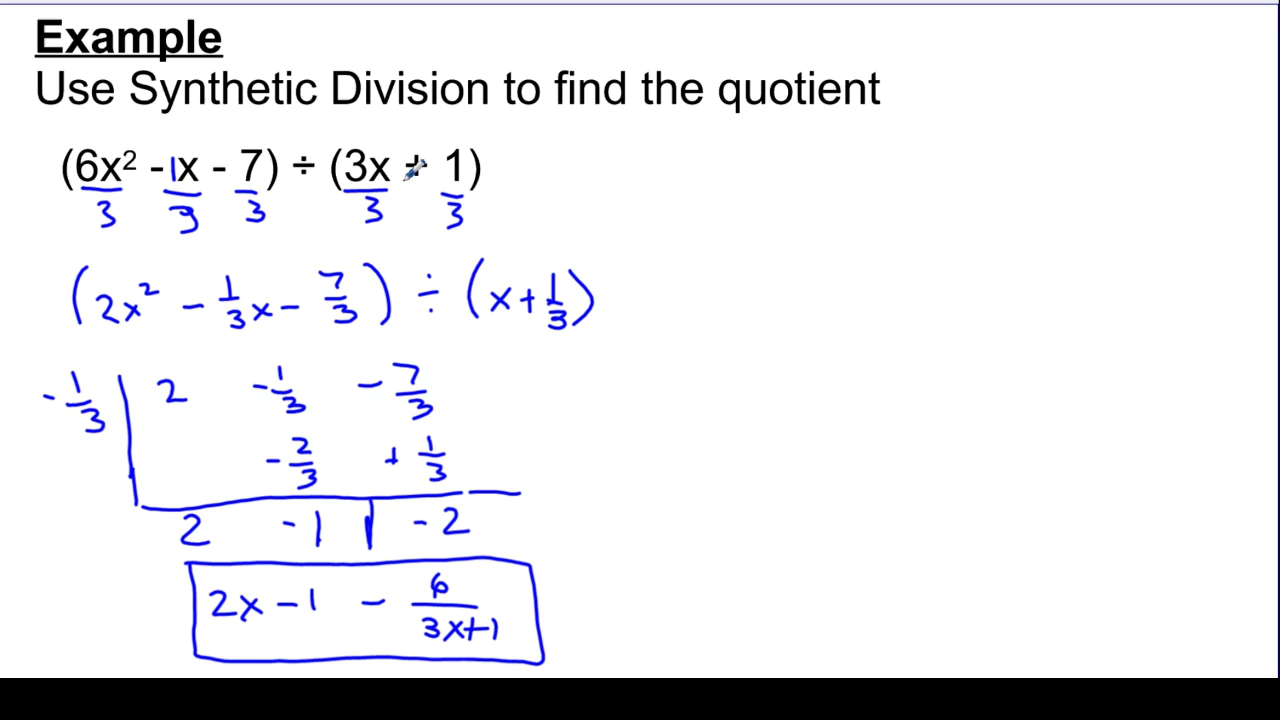 Example
Use Synthetic Division to find the quotient
(6x² - 1x - 7) ÷ (3x + 1)
3 3 3 3 3
(2x² - 1/3 x - 7/3) ÷ (x + 1/3)
-1/3 | 2 -1/3 -7/3
-2/3 + 1/3
2 -1 | -2
2x - 1 - 6/(3x+1)